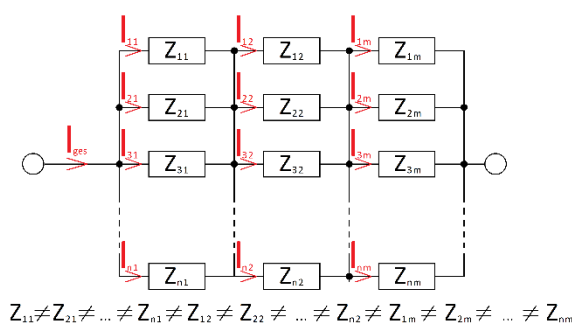 I11 Z11 I12 Z12 I1m Z1m
I21 Z21 I22 Z22 I2m Z2m
Iges I31 Z31 I32 Z32 I3m Z3m
In1 Zn1 In2 Zn2 Inm Znm
Z11≠Z21≠ ... ≠ Zn1 ≠ Z12 ≠ Z22 ≠ ... ≠ Zn2 ≠ Z1m ≠ Z2m ≠ ... ≠ Znm